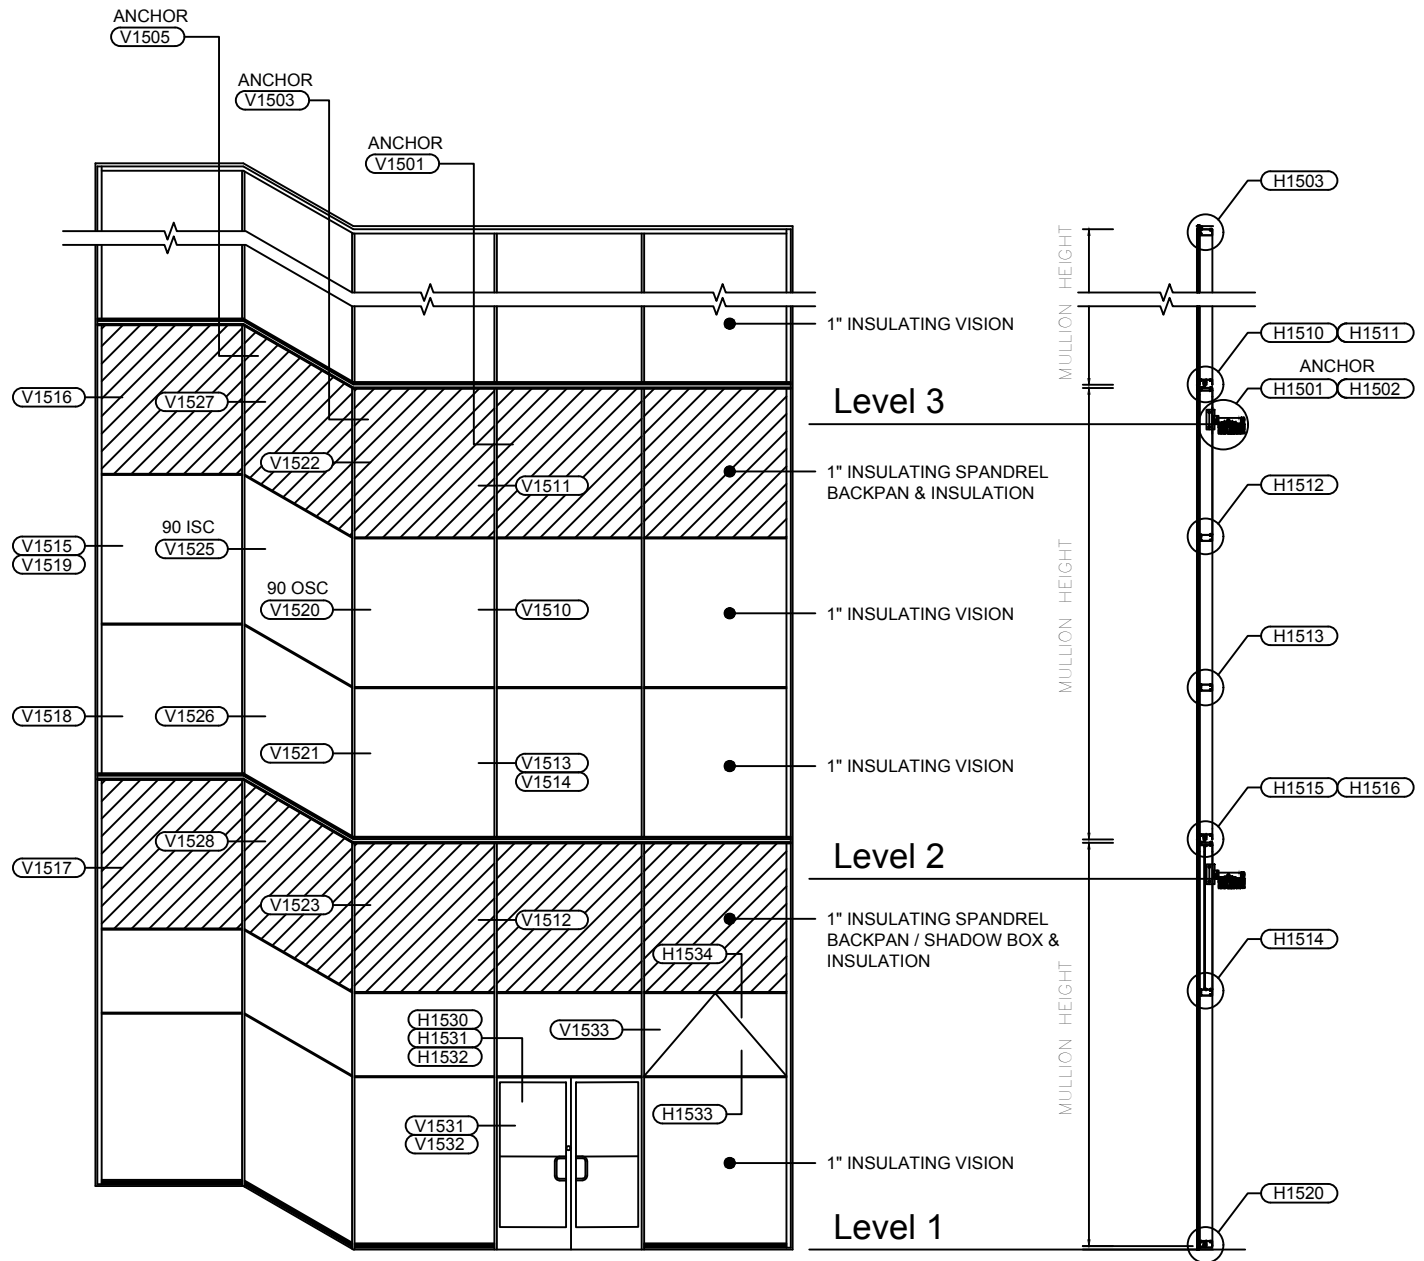 ANCHOR
V1505
ANCHOR
V1503
ANCHOR
V1501
H1503
MULLION HEIGHT
1" INSULATING VISION
H1510 H1511
ANCHOR
H1501 H1502
V1516
V1527
Level 3
V1522
V1511
1" INSULATING SPANDREL
BACKPAN & INSULATION
H1512
90 ISC
V1525
V1515
V1519
90 OSC
V1520
V1510
1" INSULATING VISION
MULLION HEIGHT
H1513
V1518
V1526
V1521
V1513
V1514
1" INSULATING VISION
H1515 H1516
V1528
V1517
Level 2
V1523
V1512
1" INSULATING SPANDREL
BACKPAN / SHADOW BOX &
INSULATION
H1534
H1514
MULLION HEIGHT
H1530
H1531
H1532
V1533
H1533
V1531
V1532
1" INSULATING VISION
H1520
Level 1